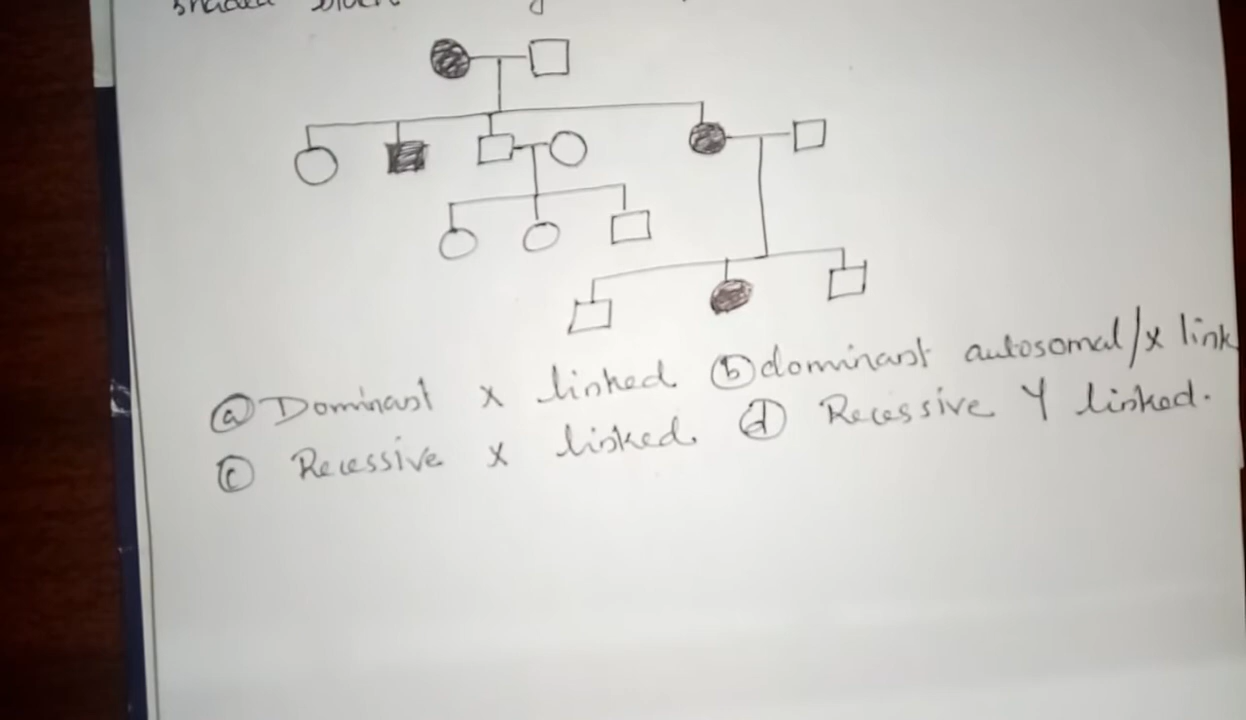 ⓐ Dominant X linked ⓑ dominant autosomal/X link
ⓒ Recessive X linked. ⓓ Recessive Y linked.